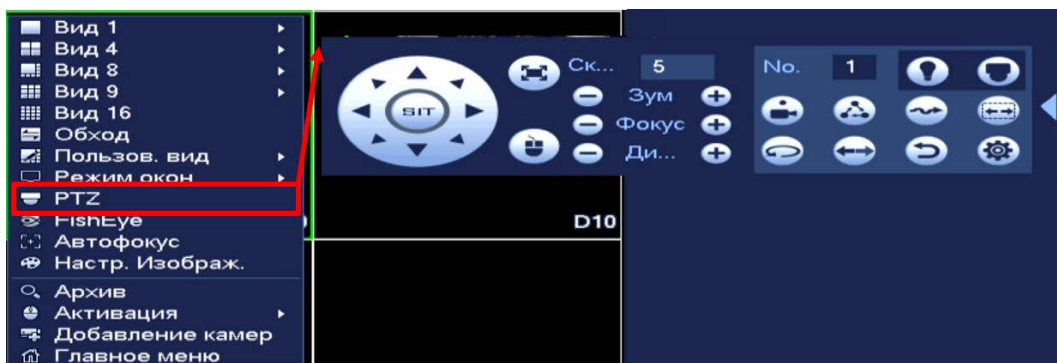 Вид 1
Вид 4
Вид 8
Вид 9
Вид 16
Обход
Пользов. вид
Режим окон
PTZ
FishEye
Автофокус
Настр. Изображ.
Архив
Активация
Добавление камер
Главное меню
SIT
Ск... 5
Зум
Фокус
Ди...
No. 1
D10